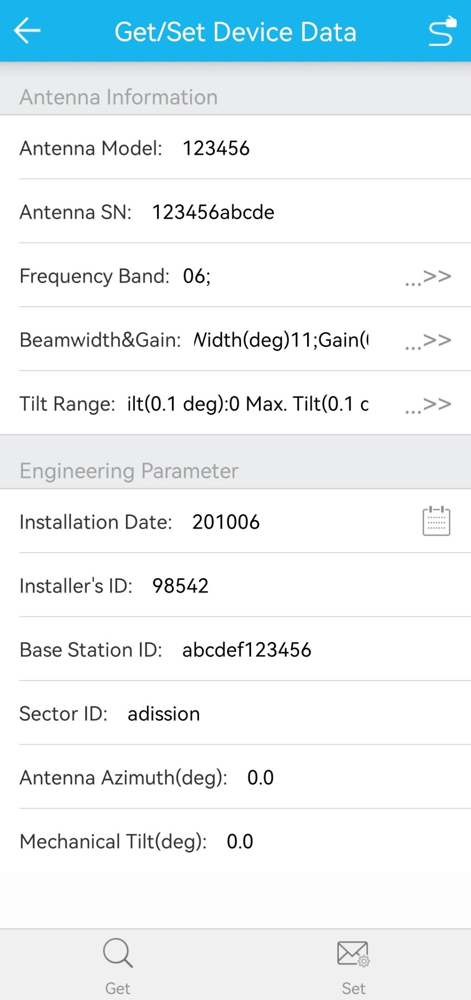 Get/Set Device Data
Antenna Information
Antenna Model: 123456
Antenna SN: 123456abcde
Frequency Band: 06; ...>>
Beamwidth&Gain: Width(deg)11;Gain( ...>>
Tilt Range: ilt(0.1 deg):0 Max. Tilt(0.1 ...>>
Engineering Parameter
Installation Date: 201006
Installer's ID: 98542
Base Station ID: abcdef123456
Sector ID: adission
Antenna Azimuth(deg): 0.0
Mechanical Tilt(deg): 0.0
Get
Set